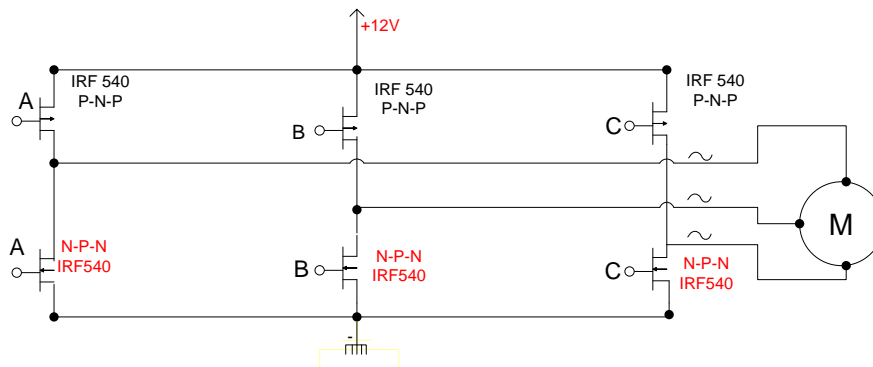 +12V
IRF 540
P-N-P
IRF 540
P-N-P
IRF 540
P-N-P
A
B
C
M
A
N-P-N
IRF540
B
N-P-N
IRF540
C
N-P-N
IRF540
-